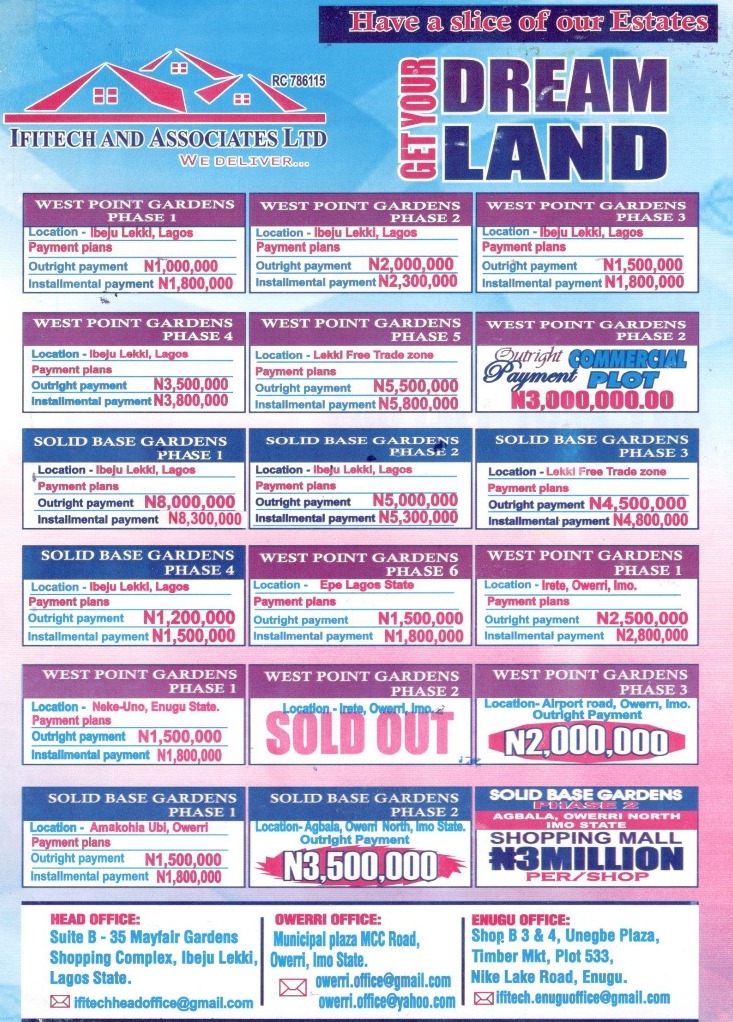 Have a slice of our Estates
RC 786115
IFITECH AND ASSOCIATES LTD
WE DELIVER...
GET YOUR
DREAM
LAND
WEST POINT GARDENS
PHASE 1
Location - Ibeju Lekki, Lagos
Payment plans
Outright payment N1,000,000
Installmental payment N1,800,000
WEST POINT GARDENS
PHASE 2
Location - Ibeju Lekki, Lagos
Payment plans
Outright payment N2,000,000
Installmental payment N2,300,000
WEST POINT GARDENS
PHASE 3
Location - Ibeju Lekki, Lagos
Payment plans
Outright payment N1,500,000
Installmental payment N1,800,000
WEST POINT GARDENS
PHASE 4
Location - Ibeju Lekki, Lagos
Payment plans
Outright payment N3,500,000
Installmental payment N3,800,000
WEST POINT GARDENS
PHASE 5
Location - Lekki Free Trade zone
Payment plans
Outright payment N5,500,000
Installmental payment N5,800,000
WEST POINT GARDENS
PHASE 2
Outright COMMERCIAL
Payment PLOT
N3,000,000.00
SOLID BASE GARDENS
PHASE 1
Location - Ibeju Lekki, Lagos
Payment plans
Outright payment N8,000,000
Installmental payment N8,300,000
SOLID BASE GARDENS
PHASE 2
Location - Ibeju Lekki, Lagos
Payment plans
Outright payment N5,000,000
Installmental payment N5,300,000
SOLID BASE GARDENS
PHASE 3
Location - Lekki Free Trade zone
Payment plans
Outright payment N4,500,000
Installmental payment N4,800,000
SOLID BASE GARDENS
PHASE 4
Location - Ibeju Lekki, Lagos
Payment plans
Outright payment N1,200,000
Installmental payment N1,500,000
WEST POINT GARDENS
PHASE 6
Location - Epe Lagos State
Payment plans
Outright payment N1,500,000
Installmental payment N1,800,000
WEST POINT GARDENS
PHASE 1
Location - Irete, Owerri, Imo.
Payment plans
Outright payment N2,500,000
Installmental payment N2,800,000
WEST POINT GARDENS
PHASE 1
Location - Neke-Uno, Enugu State.
Payment plans
Outright payment N1,500,000
Installmental payment N1,800,000
WEST POINT GARDENS
PHASE 2
Location - Irete, Owerri, Imo.
SOLD OUT
WEST POINT GARDENS
PHASE 3
Location- Airport road, Owerri, Imo.
Outright Payment
N2,000,000
SOLID BASE GARDENS
PHASE 1
Location - Amakohia Ubi, Owerri
Payment plans
Outright payment N1,500,000
Installmental payment N1,800,000
SOLID BASE GARDENS
PHASE 2
Location- Agbala, Owerri North, Imo State.
Outright Payment
N3,500,000
SOLID BASE GARDENS
PHASE 2
AGBALA, OWERRI NORTH
IMO STATE
SHOPPING MALL
₦3MILLION
PER/SHOP
HEAD OFFICE:
Suite B - 35 Mayfair Gardens
Shopping Complex, Ibeju Lekki,
Lagos State.
ifitechheadoffice@gmail.com
OWERRI OFFICE:
Municipal plaza MCC Road,
Owerri, Imo State.
owerri.office@gmail.com
owerri.office@yahoo.com
ENUGU OFFICE:
Shop B 3 & 4, Unegbe Plaza,
Timber Mkt, Plot 533,
Nike Lake Road, Enugu.
ifitech.enuguoffice@gmail.com